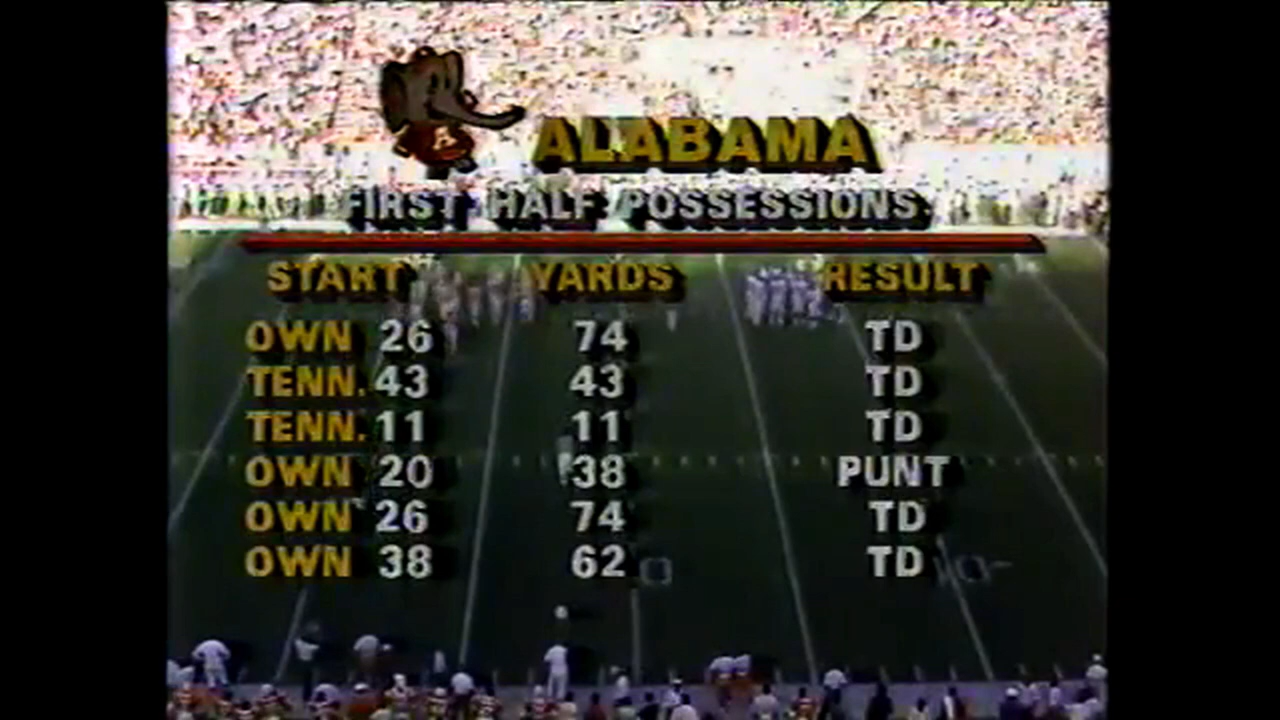 A
ALABAMA
FIRST HALF POSSESSIONS
START YARDS RESULT
OWN 26 74 TD
TENN. 43 43 TD
TENN. 11 11 TD
OWN 20 38 PUNT
OWN 26 74 TD
OWN 38 62 TD